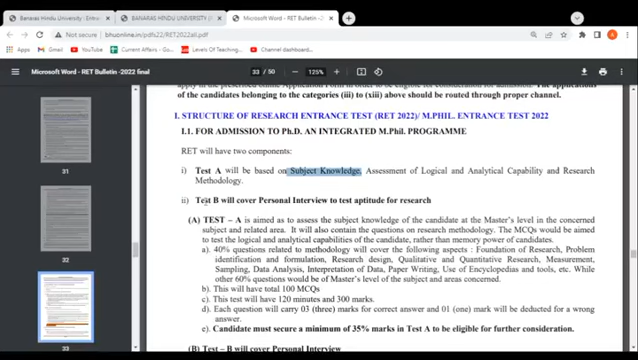 Banaras Hindu University : Entran
BANARAS HINDU UNIVERSITY
Microsoft Word - RET Bulletin -20
Not secure | bhuonline.in/pdfs22/RET2022all.pdf
Gmail YouTube Current Affairs - Go... Levels Of Teaching... Channel dashboard...
Microsoft Word - RET Bulletin -2022 final 33 / 50 125%
31
32
33
apply in the prescribed online Application Form in order to be eligible for consideration for admission. The applications
of the candidates belonging to the categories (iii) to (xiii) above should be routed through proper channel.
I. STRUCTURE OF RESEARCH ENTRANCE TEST (RET 2022)/ M.PHIL. ENTRANCE TEST 2022
I.1. FOR ADMISSION TO Ph.D. AN INTEGRATED M.Phil. PROGRAMME
RET will have two components:
i) Test A will be based on Subject Knowledge, Assessment of Logical and Analytical Capability and Research
Methodology.
ii) Test B will cover Personal Interview to test aptitude for research
(A) TEST – A is aimed as to assess the subject knowledge of the candidate at the Master's level in the concerned
subject and related area. It will also contain the questions on research methodology. The MCQs would be aimed
to test the logical and analytical capabilities of the candidate, rather than memory power of candidates.
a). 40% questions related to methodology will cover the following aspects : Foundation of Research, Problem
identification and formulation, Research design, Qualitative and Quantitative Research, Measurement,
Sampling, Data Analysis, Interpretation of Data, Paper Writing, Use of Encyclopedias and tools, etc. While
other 60% questions would be of Master's level of the subject and areas concerned.
b). This will have total 100 MCQs
c). This test will have 120 minutes and 300 marks.
d). Each question will carry 03 (three) marks for correct answer and 01 (one) mark will be deducted for a wrong
answer.
e). Candidate must secure a minimum of 35% marks in Test A to be eligible for further consideration.
(B) Test – B will cover Personal Interview